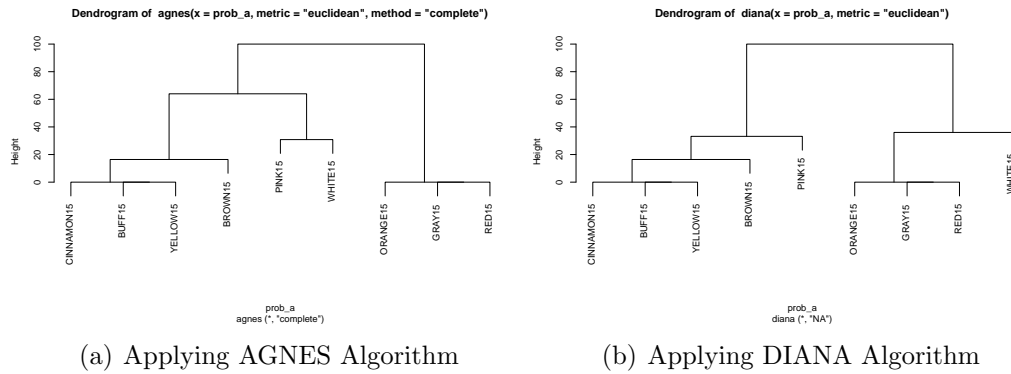 Dendrogram of agnes(x = prob_a, metric = "euclidean", method = "complete")
Height
100
80
60
40
20
0
CINNAMON15
BUFF15
YELLOW15
BROWN15
PINK15
WHITE15
ORANGE15
GRAY15
RED15
prob_a
agnes (*, "complete")
(a) Applying AGNES Algorithm
Dendrogram of diana(x = prob_a, metric = "euclidean")
Height
100
80
60
40
20
0
CINNAMON15
BUFF15
YELLOW15
BROWN15
PINK15
ORANGE15
GRAY15
RED15
WHITE15
prob_a
diana (*, "NA")
(b) Applying DIANA Algorithm